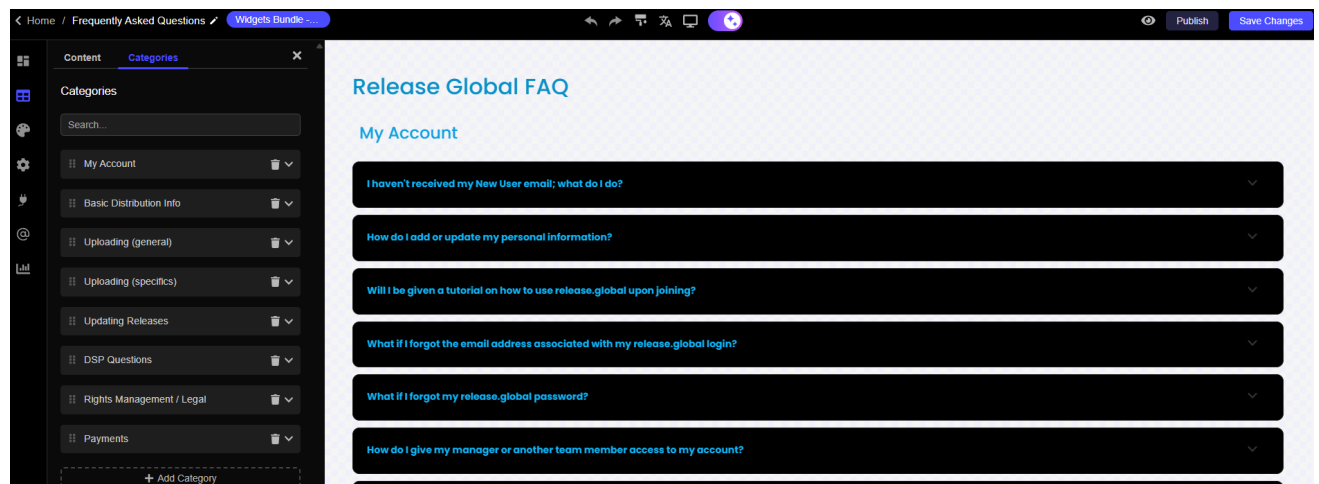 Home / Frequently Asked Questions Widgets Bundle -... Publish Save Changes
Content Categories
Categories
Search...
My Account
Basic Distribution Info
Uploading (general)
Uploading (specifics)
Updating Releases
DSP Questions
Rights Management / Legal
Payments
+ Add Category
Release Global FAQ
My Account
I haven't received my New User email; what do I do?
How do I add or update my personal information?
Will I be given a tutorial on how to use release.global upon joining?
What if I forgot the email address associated with my release.global login?
What if I forgot my release.global password?
How do I give my manager or another team member access to my account?